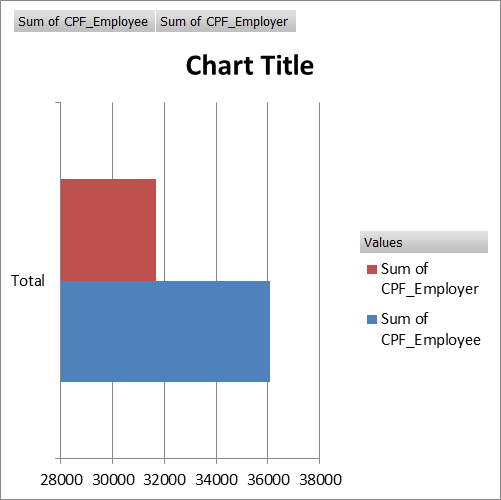 Sum of CPF_Employee Sum of CPF_Employer
Chart Title
Values
Sum of
CPF_Employer
Sum of
CPF_Employee
Total
28000 30000 32000 34000 36000 38000